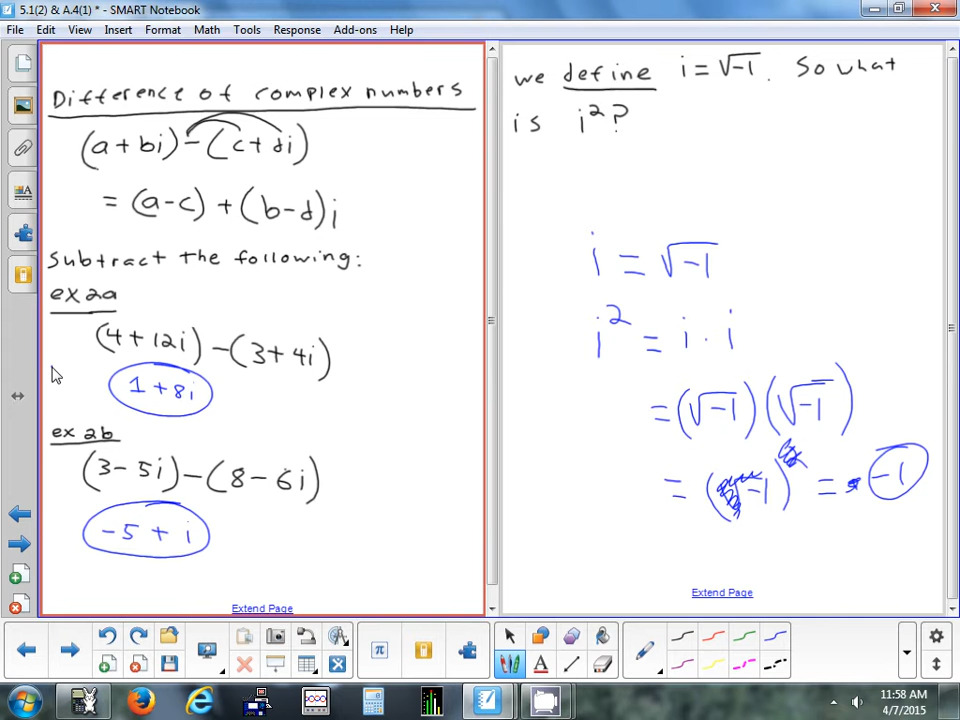 5.1(2) & A.4(1) * - SMART Notebook
File Edit View Insert Format Math Tools Response Add-ons Help
Difference of complex numbers
(a + bi) - (c + di)
= (a - c) + (b - d)i
Subtract the following:
ex 2a
(4 + 12i) - (3 + 4i)
1 + 8i
ex 2b
(3 - 5i) - (8 - 6i)
-5 + i
Extend Page
we define i = √-1. So what
is i²?
i = √-1
i² = i · i
= (√-1)(√-1)
= (-1) = -1
Extend Page
11:58 AM
4/7/2015